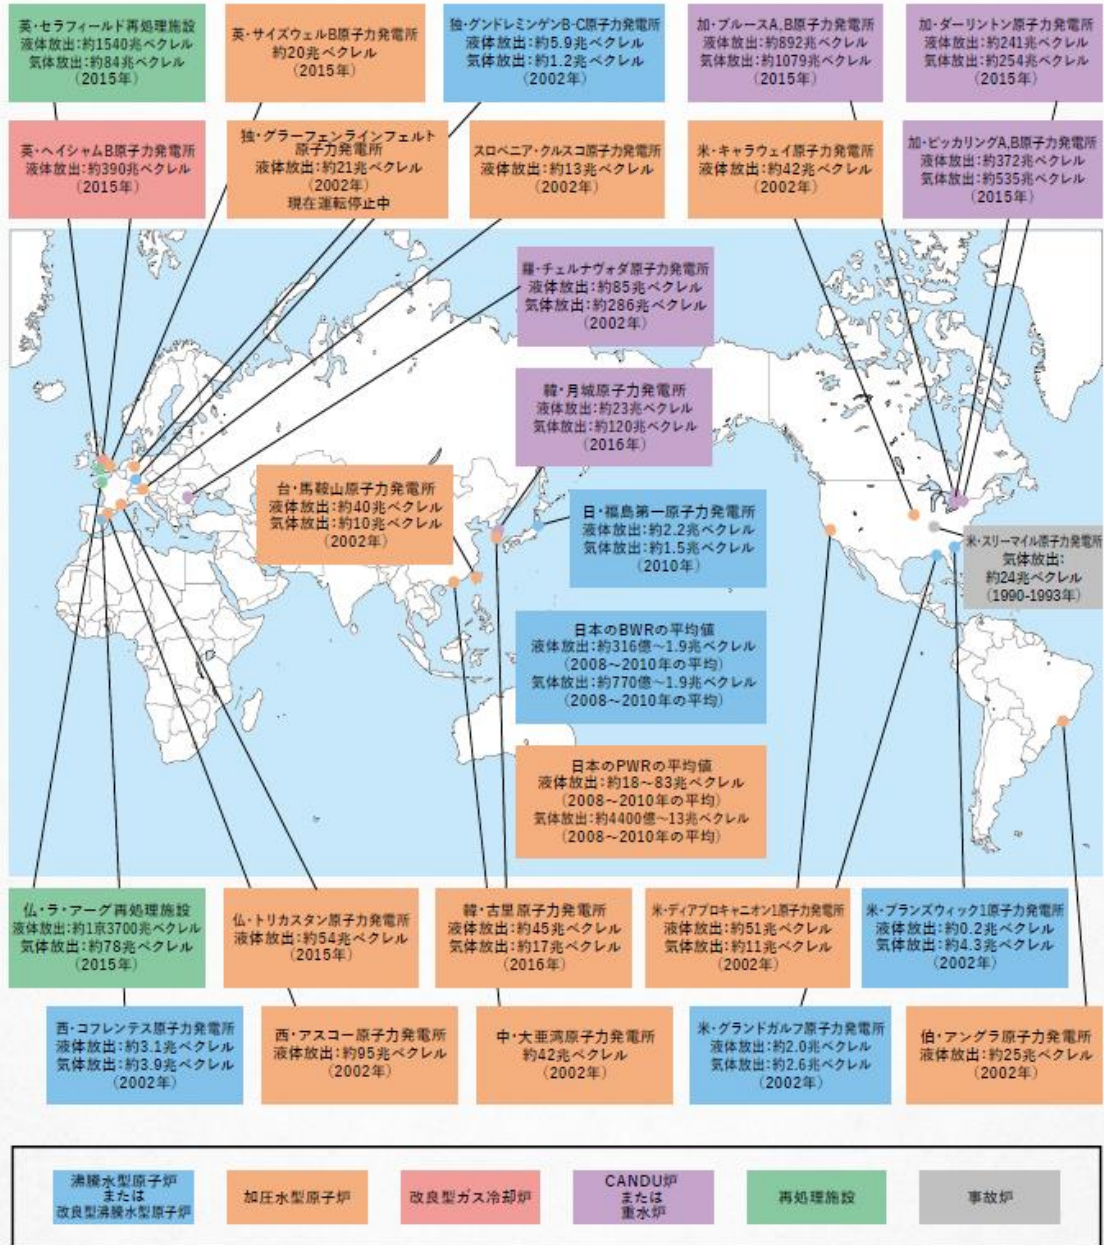 英・セラフィールド再処理施設
液体放出：約1540兆ベクレル
気体放出：約84兆ベクレル
（2015年）
英・サイズウェルB原子力発電所
約20兆ベクレル
（2015年）
独・グンドレミンゲンB-C原子力発電所
液体放出：約5.9兆ベクレル
気体放出：約1.2兆ベクレル
（2002年）
加・ブルースA,B原子力発電所
液体放出：約892兆ベクレル
気体放出：約1079兆ベクレル
（2015年）
加・ダーリントン原子力発電所
液体放出：約241兆ベクレル
気体放出：約254兆ベクレル
（2015年）
英・ヘイシャムB原子力発電所
液体放出：約390兆ベクレル
（2015年）
独・グラーフェンラインフェルト
原子力発電所
液体放出：約21兆ベクレル
（2002年）
現在運転停止中
スロベニア・クルスコ原子力発電所
液体放出：約13兆ベクレル
（2002年）
米・キャラウェイ原子力発電所
液体放出：約42兆ベクレル
（2002年）
加・ピッカリングA,B原子力発電所
液体放出：約372兆ベクレル
気体放出：約535兆ベクレル
（2015年）
羅・チェルナヴォダ原子力発電所
液体放出：約85兆ベクレル
気体放出：約286兆ベクレル
（2002年）
韓・月城原子力発電所
液体放出：約23兆ベクレル
気体放出：約120兆ベクレル
（2016年）
台・馬鞍山原子力発電所
液体放出：約40兆ベクレル
気体放出：約10兆ベクレル
（2002年）
日・福島第一原子力発電所
液体放出：約2.2兆ベクレル
気体放出：約1.5兆ベクレル
（2010年）
米・スリーマイル原子力発電所
気体放出：
約24兆ベクレル
（1990-1993年）
日本のBWRの平均値
液体放出：約316億～1.9兆ベクレル
（2008～2010年の平均）
気体放出：約770億～1.9兆ベクレル
（2008～2010年の平均）
日本のPWRの平均値
液体放出：約18～83兆ベクレル
（2008～2010年の平均）
気体放出：約4400億～13兆ベクレル
（2008～2010年の平均）
仏・ラ・アーグ再処理施設
液体放出：約1京3700兆ベクレル
気体放出：約78兆ベクレル
（2015年）
仏・トリカスタン原子力発電所
液体放出：約54兆ベクレル
（2015年）
韓・古里原子力発電所
液体放出：約45兆ベクレル
気体放出：約17兆ベクレル
（2016年）
米・ディアブロキャニオン1原子力発電所
液体放出：約51兆ベクレル
気体放出：約11兆ベクレル
（2002年）
米・ブランズウィック1原子力発電所
液体放出：約0.2兆ベクレル
気体放出：約4.3兆ベクレル
（2002年）
西・コフレンテス原子力発電所
液体放出：約3.1兆ベクレル
気体放出：約3.9兆ベクレル
（2002年）
西・アスコー原子力発電所
液体放出：約95兆ベクレル
（2002年）
中・大亜湾原子力発電所
約42兆ベクレル
（2002年）
米・グランドガルフ原子力発電所
液体放出：約2.0兆ベクレル
気体放出：約2.6兆ベクレル
（2002年）
伯・アングラ原子力発電所
液体放出：約25兆ベクレル
（2002年）
沸騰水型原子炉
または
改良型沸騰水型原子炉
加圧水型原子炉
改良型ガス冷却炉
CANDU炉
または
重水炉
再処理施設
事故炉